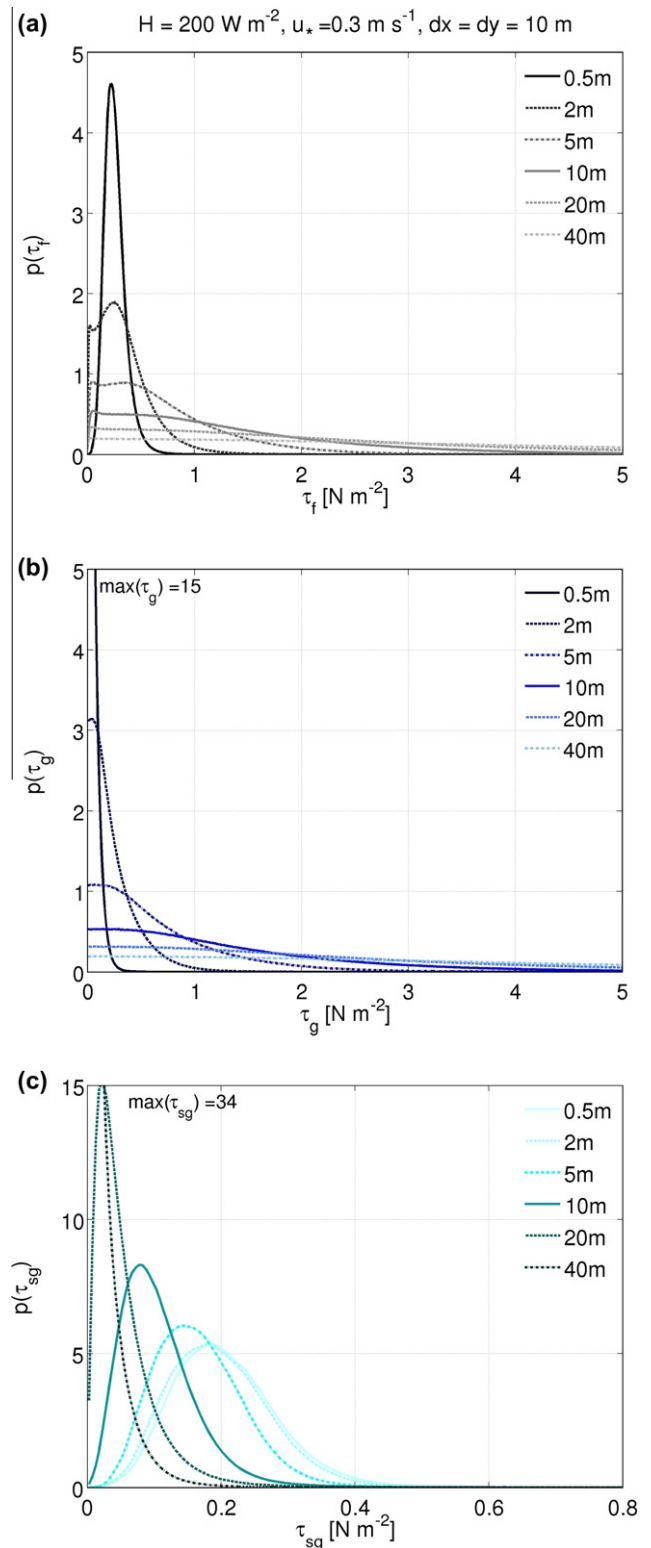 (a) H = 200 W m⁻², u* =0.3 m s⁻¹, dx = dy = 10 m
5
4
3
2
1
0
p(τf)
0.5m
2m
5m
10m
20m
40m
0 1 2 3 4 5
τf [N m⁻²]
(b)
5
4
3
2
1
0
p(τg)
max(τg) =15
0.5m
2m
5m
10m
20m
40m
0 1 2 3 4 5
τg [N m⁻²]
(c)
15
10
5
0
p(τsg)
max(τsg) =34
0.5m
2m
5m
10m
20m
40m
0 0.2 0.4 0.6 0.8
τsg [N m⁻²]